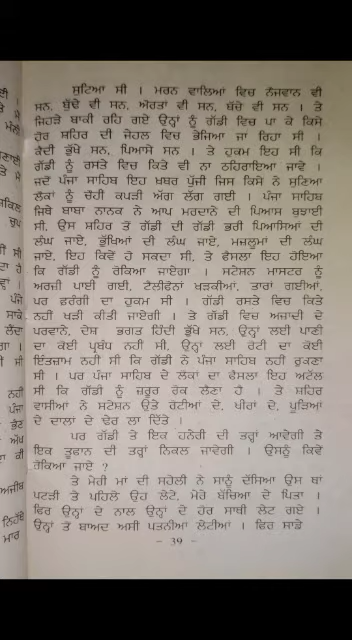 ਸੁਟਿਆ ਸੀ । ਮਰਨ ਵਾਲਿਆਂ ਵਿਚ ਨੌਜਵਾਨ ਵੀ
ਸਨ, ਬੁੱਢੇ ਵੀ ਸਨ, ਔਰਤਾਂ ਵੀ ਸਨ, ਬੱਚੇ ਵੀ ਸਨ । ਤੇ
ਜਿਹੜੇ ਬਾਕੀ ਰਹਿ ਗਏ ਉਨ੍ਹਾਂ ਨੂੰ ਗੱਡੀ ਵਿਚ ਪਾ ਕੇ ਕਿਸੇ
ਹੋਰ ਸ਼ਹਿਰ ਦੀ ਜੇਹਲ ਵਿਚ ਭੇਜਿਆ ਜਾ ਰਿਹਾ ਸੀ ।
ਕੈਦੀ ਭੁੱਖੇ ਸਨ, ਪਿਆਸੇ ਸਨ । ਤੇ ਹੁਕਮ ਇਹ ਸੀ ਕਿ
ਗੱਡੀ ਨੂੰ ਰਸਤੇ ਵਿਚ ਕਿਤੇ ਵੀ ਨਾ ਠਹਿਰਾਇਆ ਜਾਵੇ ।
ਜਦੋਂ ਪੰਜਾ ਸਾਹਿਬ ਇਹ ਖ਼ਬਰ ਪੁੱਜੀ ਜਿਸ ਕਿਸੇ ਨੇ ਸੁਣਿਆ
ਲੋਕਾਂ ਨੂੰ ਚੋਹੀ ਕਪੜੀ ਅੱਗ ਲੱਗ ਗਈ । ਪੰਜਾ ਸਾਹਿਬ
ਜਿਥੇ ਬਾਬਾ ਨਾਨਕ ਨੇ ਆਪ ਮਰਦਾਨੇ ਦੀ ਪਿਆਸ ਬੁਝਾਈ
ਸੀ, ਉਸ ਸ਼ਹਿਰ ਤੋਂ ਗੱਡੀ ਦੀ ਗੱਡੀ ਭਰੀ ਪਿਆਸਿਆਂ ਦੀ
ਲੰਘ ਜਾਏ, ਭੁੱਖਿਆਂ ਦੀ ਲੰਘ ਜਾਏ, ਮਜ਼ਲੂਮਾਂ ਦੀ ਲੰਘ
ਜਾਏ, ਇਹ ਕਿਵੇਂ ਹੋ ਸਕਦਾ ਸੀ, ਤੇ ਫੈਸਲਾ ਇਹ ਹੋਇਆ
ਕਿ ਗੱਡੀ ਨੂੰ ਰੋਕਿਆ ਜਾਏਗਾ । ਸਟੇਸ਼ਨ ਮਾਸਟਰ ਨੂੰ
ਅਰਜ਼ੀ ਪਾਈ ਗਈ, ਟੈਲੀਫੋਨਾਂ ਖੜਕੀਆਂ, ਤਾਰਾਂ ਗਈਆਂ,
ਪਰ ਫਰੰਗੀ ਦਾ ਹੁਕਮ ਸੀ । ਗੱਡੀ ਰਸਤੇ ਵਿਚ ਕਿਤੇ
ਨਹੀਂ ਖੜੀ ਕੀਤੀ ਜਾਏਗੀ । ਤੇ ਗੱਡੀ ਵਿਚ ਅਜ਼ਾਦੀ ਦੇ
ਪਰਵਾਨੇ, ਦੇਸ਼ ਭਗਤ ਹਿੰਦੀ ਭੁੱਖੇ ਸਨ, ਉਨ੍ਹਾਂ ਲਈ ਪਾਣੀ
ਦਾ ਕੋਈ ਪ੍ਰਬੰਧ ਨਹੀਂ ਸੀ, ਉਨ੍ਹਾਂ ਲਈ ਰੋਟੀ ਦਾ ਕੋਈ
ਇੰਤਜ਼ਾਮ ਨਹੀਂ ਸੀ ਕਿ ਗੱਡੀ ਨੇ ਪੰਜਾ ਸਾਹਿਬ ਨਹੀਂ ਰੁਕਣਾ
ਸੀ । ਪਰ ਪੰਜਾ ਸਾਹਿਬ ਦੇ ਲੋਕਾਂ ਦਾ ਫੈਸਲਾ ਇਹ ਅਟੱਲ
ਸੀ ਕਿ ਗੱਡੀ ਨੂੰ ਜ਼ਰੂਰ ਰੋਕ ਲੈਣਾ ਹੈ । ਤੇ ਸ਼ਹਿਰ
ਵਾਸੀਆਂ ਨੇ ਸਟੇਸ਼ਨ ਉਤੇ ਰੋਟੀਆਂ ਦੇ, ਖੀਰਾਂ ਦੇ, ਪੂੜਿਆਂ
ਦੇ ਦਾਲਾਂ ਦੇ ਢੇਰ ਲਾ ਦਿੱਤੇ ।
ਪਰ ਗੱਡੀ ਤੇ ਇਕ ਹਨੇਰੀ ਦੀ ਤਰ੍ਹਾਂ ਆਵੇਗੀ ਤੇ
ਇਕ ਤੂਫਾਨ ਦੀ ਤਰ੍ਹਾਂ ਨਿਕਲ ਜਾਵੇਗੀ । ਉਸਨੂੰ ਕਿਵੇਂ
ਰੋਕਿਆ ਜਾਏ ?
ਤੇ ਮੇਰੀ ਮਾਂ ਦੀ ਸਹੇਲੀ ਨੇ ਸਾਨੂੰ ਦੱਸਿਆ ਉਸ ਥਾਂ
ਪਟੜੀ ਤੇ ਪਹਿਲੇ ਉਹ ਲੇਟੇ, ਮੇਰੇ ਬੱਚਿਆਂ ਦੇ ਪਿਤਾ ।
ਫਿਰ ਉਨ੍ਹਾਂ ਦੇ ਨਾਲ ਉਨ੍ਹਾਂ ਦੇ ਹੋਰ ਸਾਥੀ ਲੇਟ ਗਏ ।
ਉਨ੍ਹਾਂ ਤੋਂ ਬਾਅਦ ਅਸੀਂ ਪਤਨੀਆਂ ਲੇਟੀਆਂ । ਫਿਰ ਸਾਡੇ
– 39 –